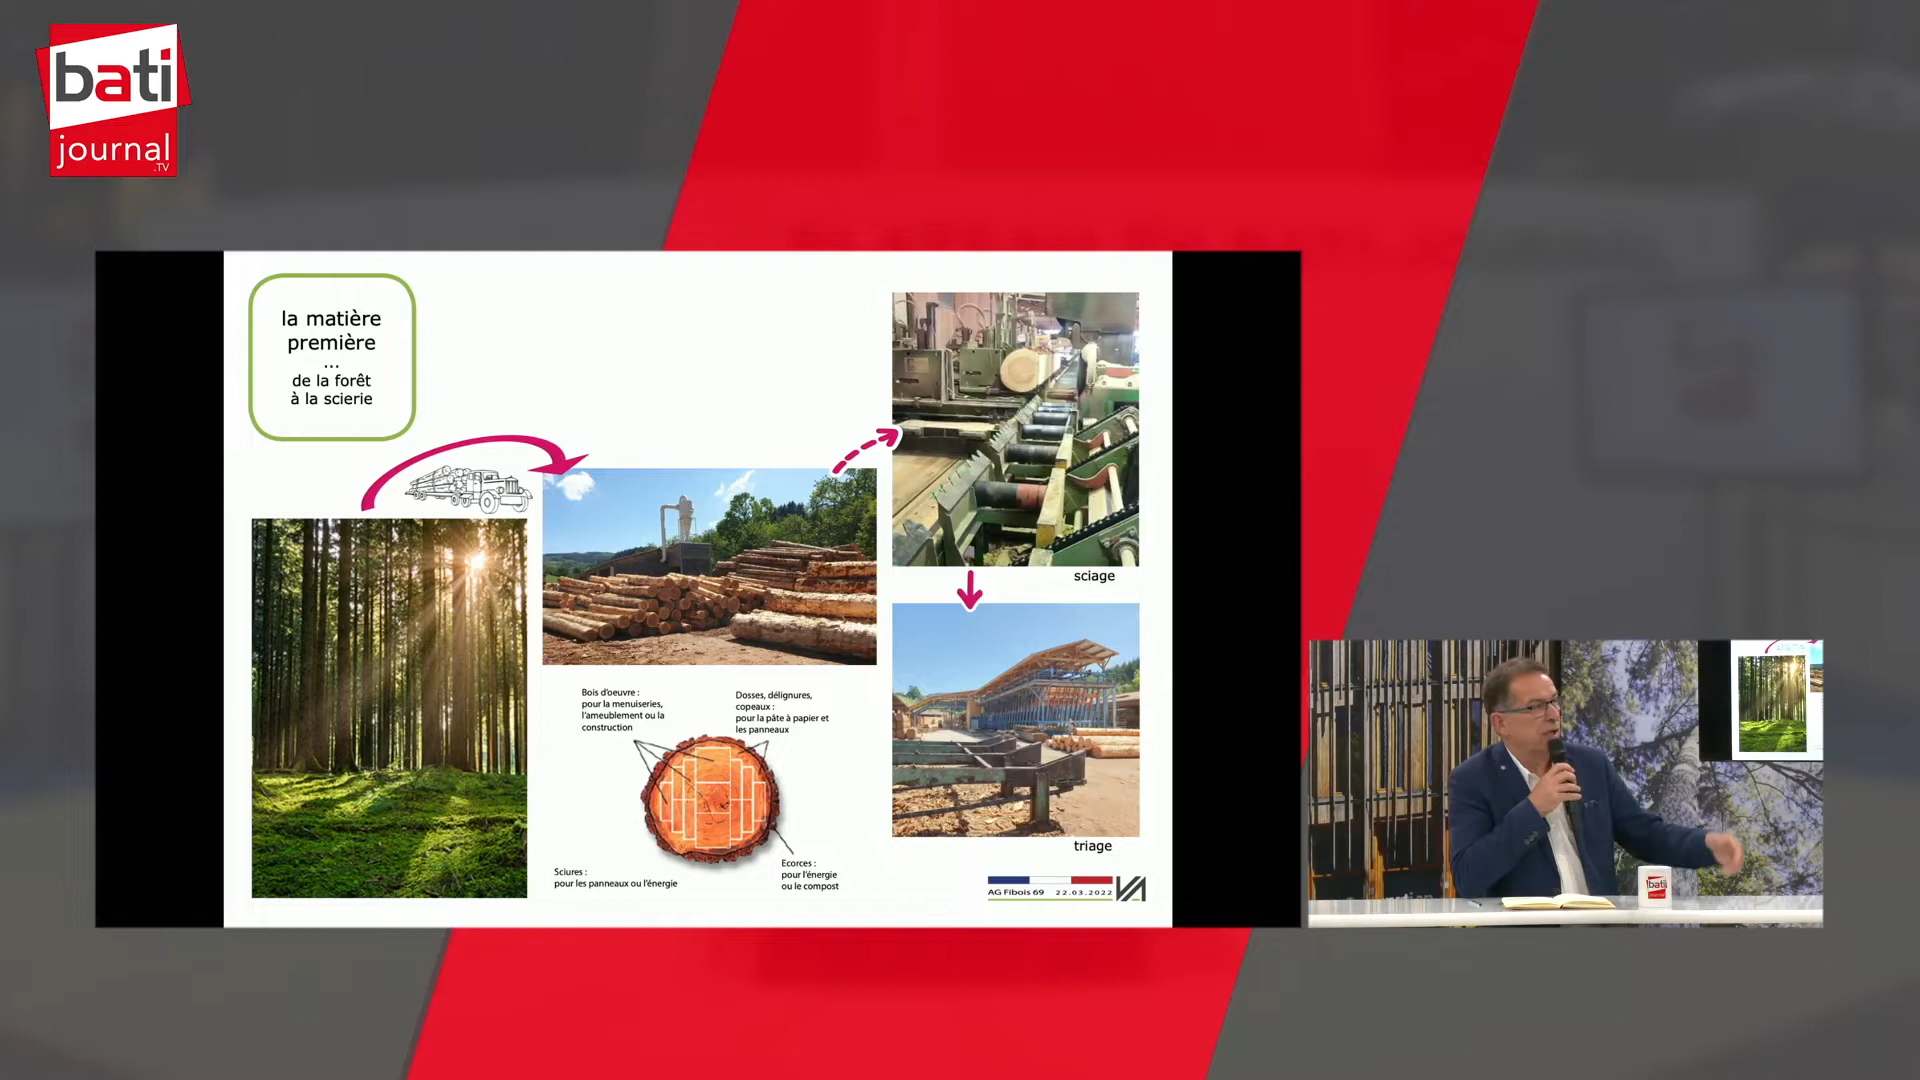 bati
journal
.TV
la matière
première
...
de la forêt
à la scierie
sciage
Bois d'oeuvre :
pour la menuiseries,
l'ameublement ou la
construction
Dosses, délignures,
copeaux :
pour la pâte à papier et
les panneaux
Sciures :
pour les panneaux ou l'énergie
Ecorces :
pour l'énergie
ou le compost
triage
AG Fibois 69 22.03.2022
bati